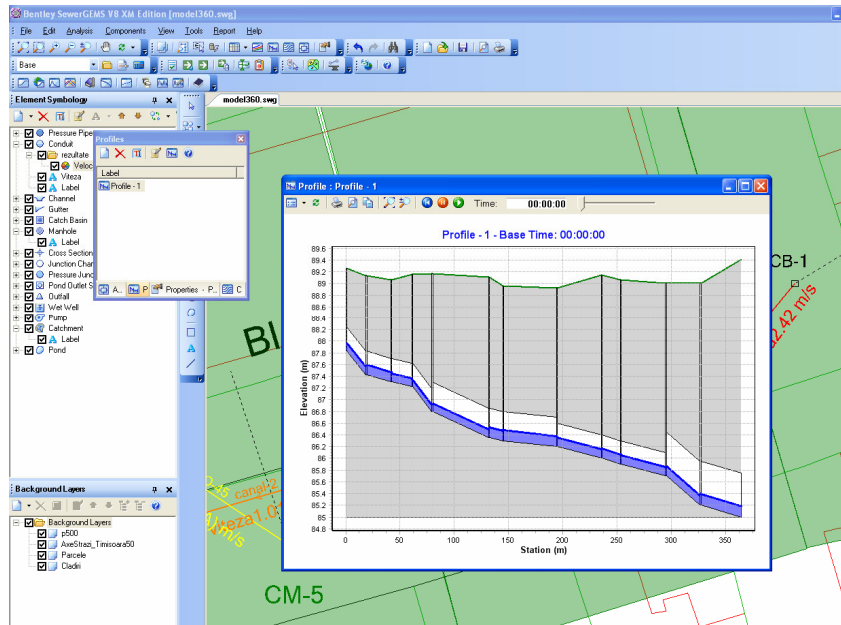 Bentley SewerGEMS V8 XM Edition [model360.swg]
File Edit Analysis Components View Tools Report Help
Base
Element Symbology
model360.swg
Pressure Pipe
Conduit
rezultate
Veloc
Viteza
Label
Channel
Gutter
Catch Basin
Manhole
Label
Cross Section
Junction Chan
Pressure Junc
Pond Outlet S
Outfall
Wet Well
Pump
Catchment
Label
Pond
Profiles
Label
Profile - 1
A.. P Properties - P... C
Profile : Profile - 1
Time: 00:00:00
Profile - 1 - Base Time: 00:00:00
89.6
89.4
89.2
89
88.8
88.6
88.4
88.2
88
87.8
87.6
87.4
87.2
87
86.8
86.6
86.4
86.2
86
85.8
85.6
85.4
85.2
85
84.8
Elevation (m)
0 50 100 150 200 250 300 350
Station (m)
CB-1
2.42 m/s
Bl
canal-2
Viteza1.0
m/s
CM-5
Background Layers
Background Layers
p500
AxeStrazi_Timisoara50
Parcele
Cladiri